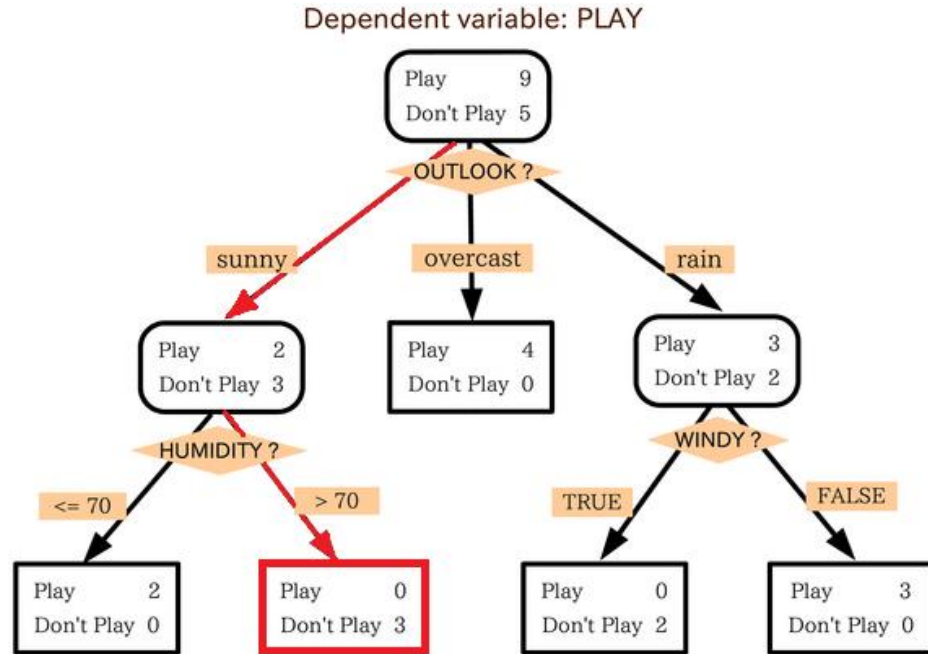 Dependent variable: PLAY
Play 9
Don't Play 5
OUTLOOK ?
sunny
overcast
rain
Play 2
Don't Play 3
Play 4
Don't Play 0
Play 3
Don't Play 2
HUMIDITY ?
WINDY ?
<= 70
> 70
TRUE
FALSE
Play 2
Don't Play 0
Play 0
Don't Play 3
Play 0
Don't Play 2
Play 3
Don't Play 0